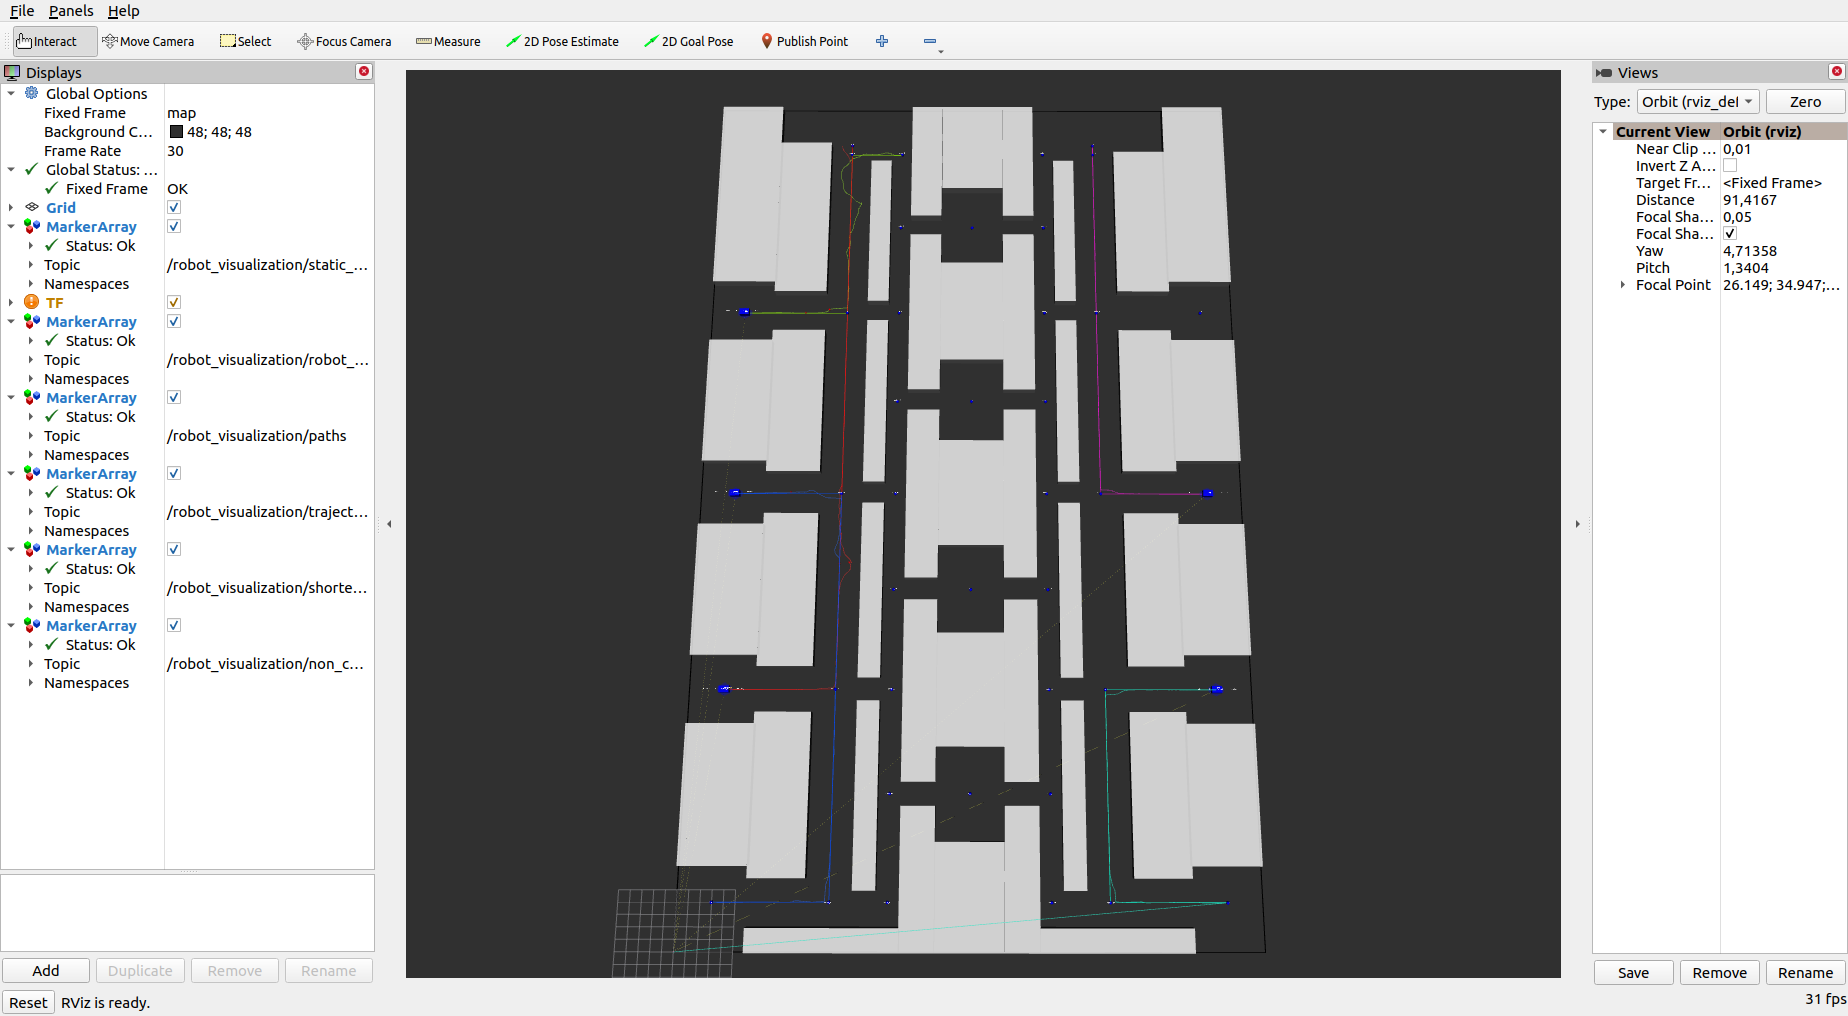 File Panels Help
Interact Move Camera Select Focus Camera Measure 2D Pose Estimate 2D Goal Pose Publish Point
Displays
Global Options
Fixed Frame map
Background C... 48; 48; 48
Frame Rate 30
Global Status: ...
Fixed Frame OK
Grid
MarkerArray
Status: Ok
Topic /robot_visualization/static_...
Namespaces
TF
MarkerArray
Status: Ok
Topic /robot_visualization/robot_...
Namespaces
MarkerArray
Status: Ok
Topic /robot_visualization/paths
Namespaces
MarkerArray
Status: Ok
Topic /robot_visualization/traject...
Namespaces
MarkerArray
Status: Ok
Topic /robot_visualization/shorte...
Namespaces
MarkerArray
Status: Ok
Topic /robot_visualization/non_c...
Namespaces
Add Duplicate Remove Rename
Reset RViz is ready.
Views
Type: Orbit (rviz_def Zero
Current View Orbit (rviz)
Near Clip ... 0,01
Invert Z A...
Target Fr... <Fixed Frame>
Distance 91,4167
Focal Sha... 0,05
Focal Sha...
Yaw 4,71358
Pitch 1,3404
Focal Point 26.149; 34.947;...
Save Remove Rename
31 fps